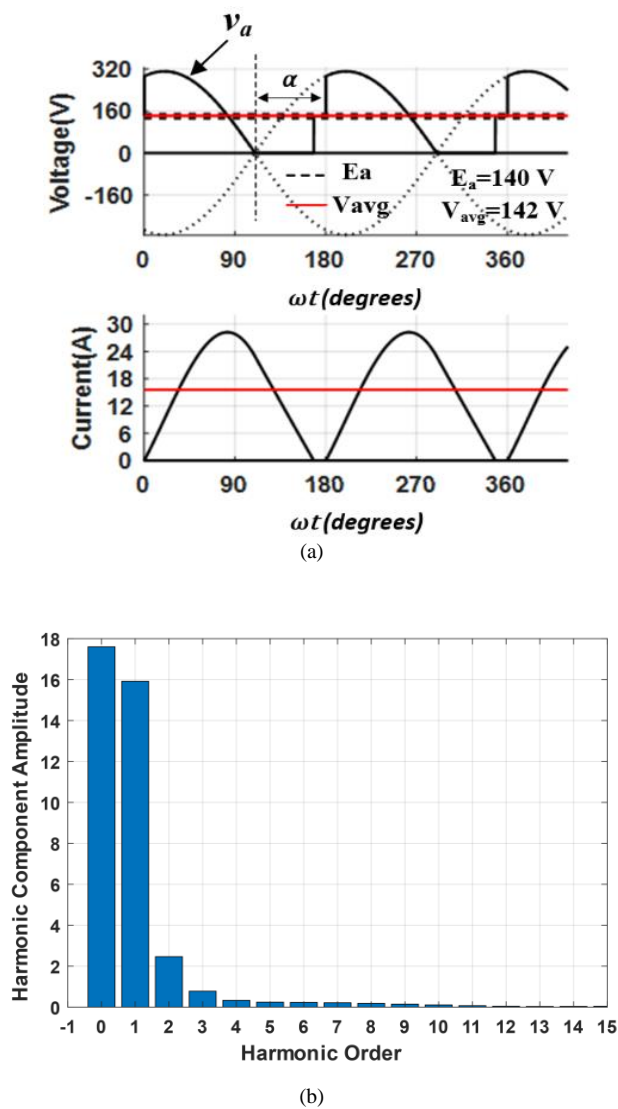 v_a
320
160
0
-160
Voltage(V)
α
Ea
Vavg
E_a=140 V
V_avg=142 V
0 90 180 270 360
ωt(degrees)
30
24
18
12
6
0
Current(A)
0 90 180 270 360
ωt(degrees)
(a)
18
16
14
12
10
8
6
4
2
0
Harmonic Component Amplitude
-1 0 1 2 3 4 5 6 7 8 9 10 11 12 13 14 15
Harmonic Order
(b)